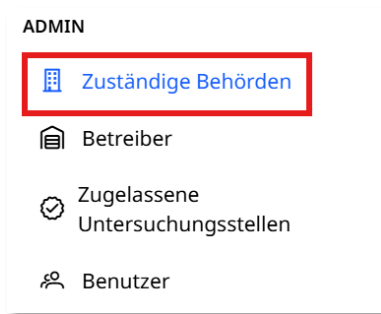 ADMIN
Zuständige Behörden
Betreiber
Zugelassene
Untersuchungsstellen
Benutzer